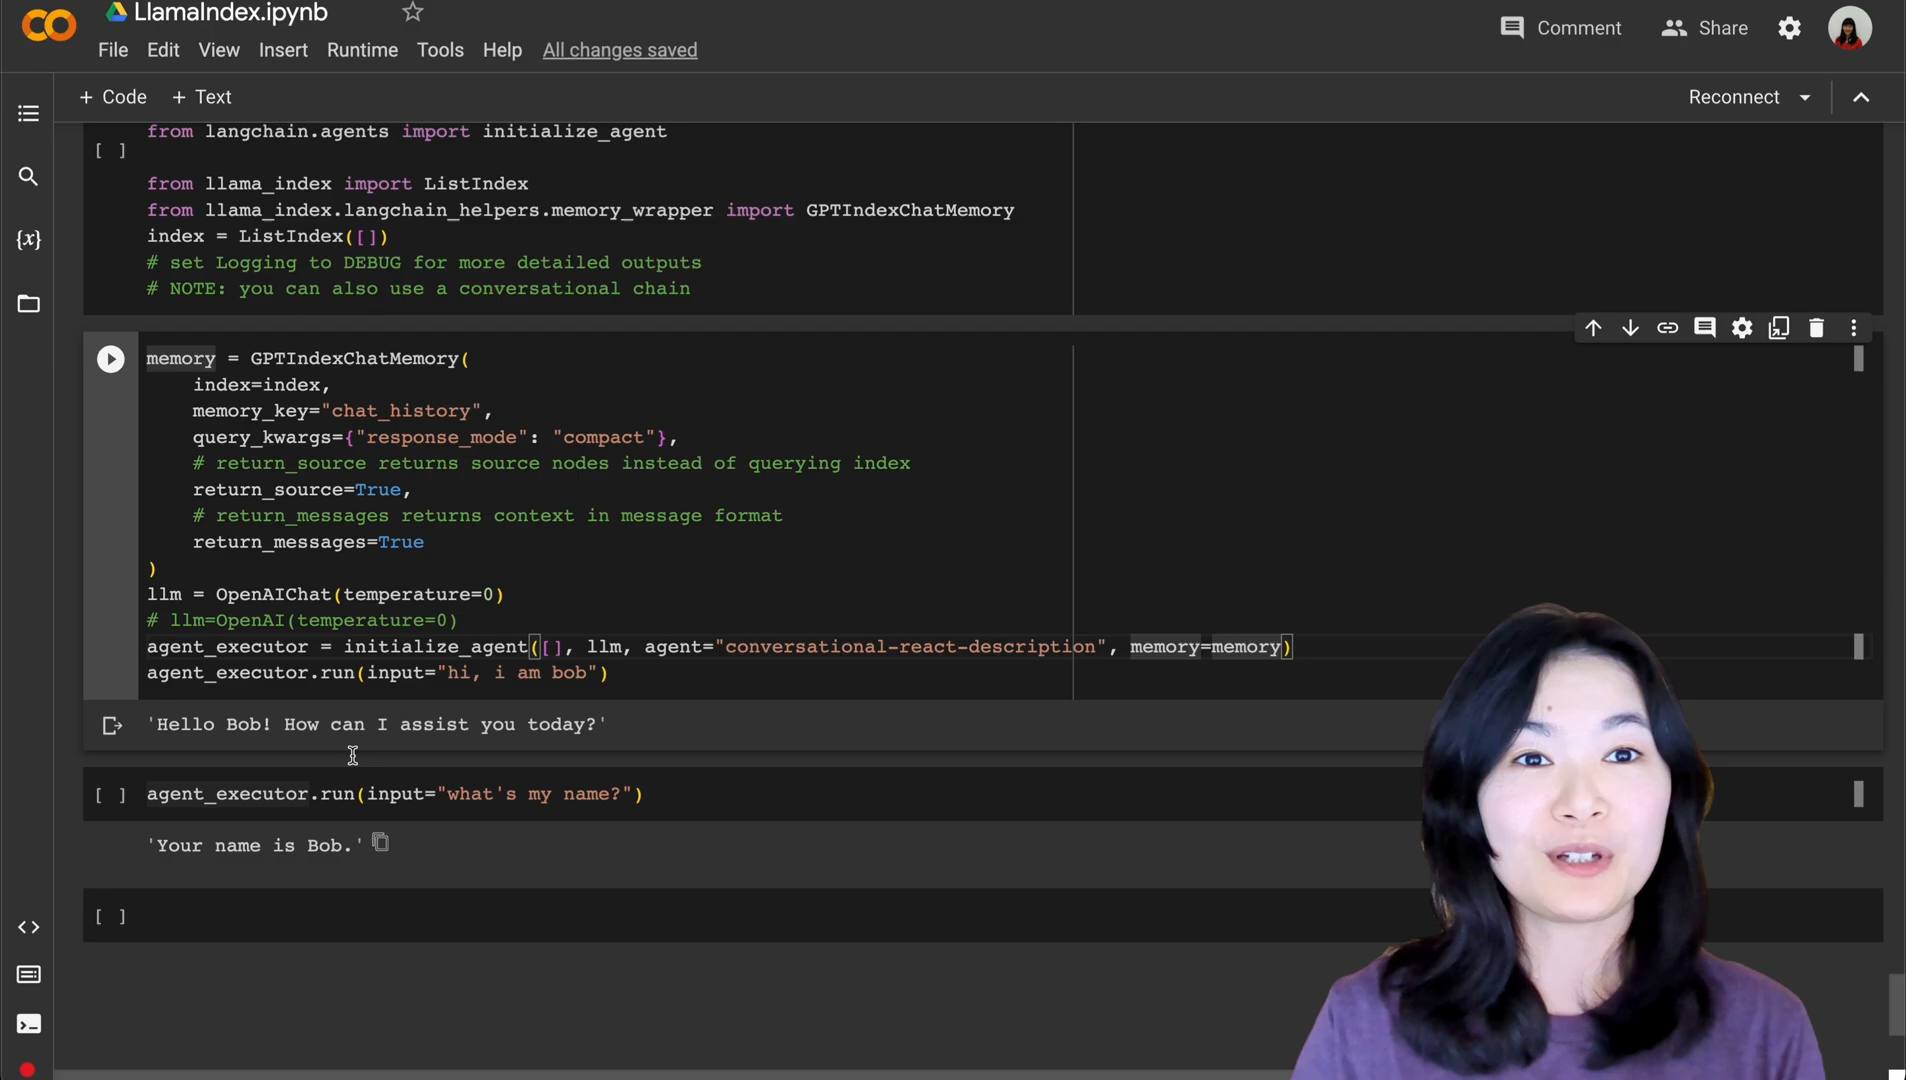 LlamaIndex.ipynb
File Edit View Insert Runtime Tools Help All changes saved
Comment Share
+ Code + Text
Reconnect
from langchain.agents import initialize_agent
[ ]
from llama_index import ListIndex
from llama_index.langchain_helpers.memory_wrapper import GPTIndexChatMemory
index = ListIndex([])
# set Logging to DEBUG for more detailed outputs
# NOTE: you can also use a conversational chain
memory = GPTIndexChatMemory(
    index=index,
    memory_key="chat_history",
    query_kwargs={"response_mode": "compact"},
    # return_source returns source nodes instead of querying index
    return_source=True,
    # return_messages returns context in message format
    return_messages=True
)
llm = OpenAIChat(temperature=0)
# llm=OpenAI(temperature=0)
agent_executor = initialize_agent([], llm, agent="conversational-react-description", memory=memory)
agent_executor.run(input="hi, i am bob")
'Hello Bob! How can I assist you today?'
[ ] agent_executor.run(input="what's my name?")
'Your name is Bob.'
[ ]
{x}